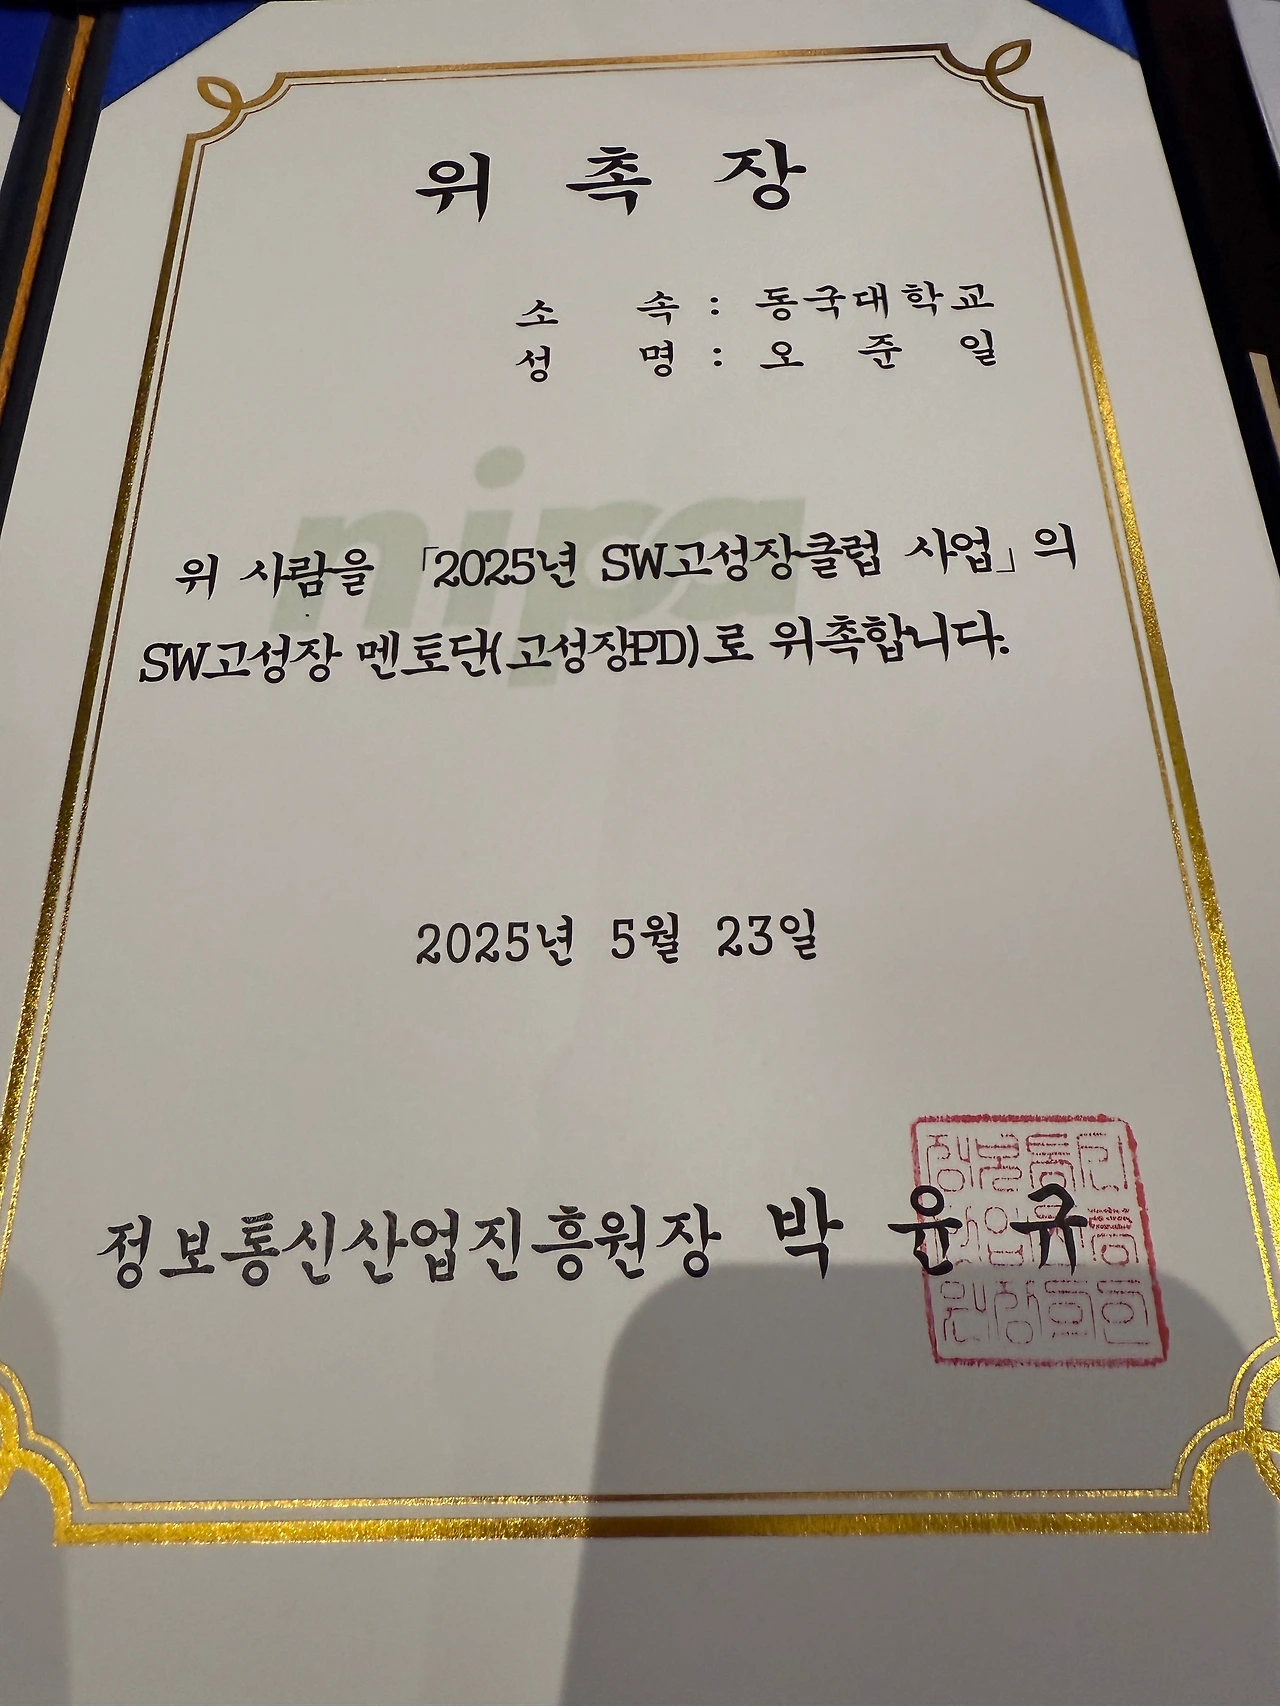 위 촉 장
소 속 : 동국대학교
성 명 : 오 준 일
nipa
위 사람을 「2025년 SW고성장클럽 사업」의
SW고성장 멘토단(고성장PD)로 위촉합니다.
2025년 5월 23일
정보통신산업진흥원장 박 윤 규